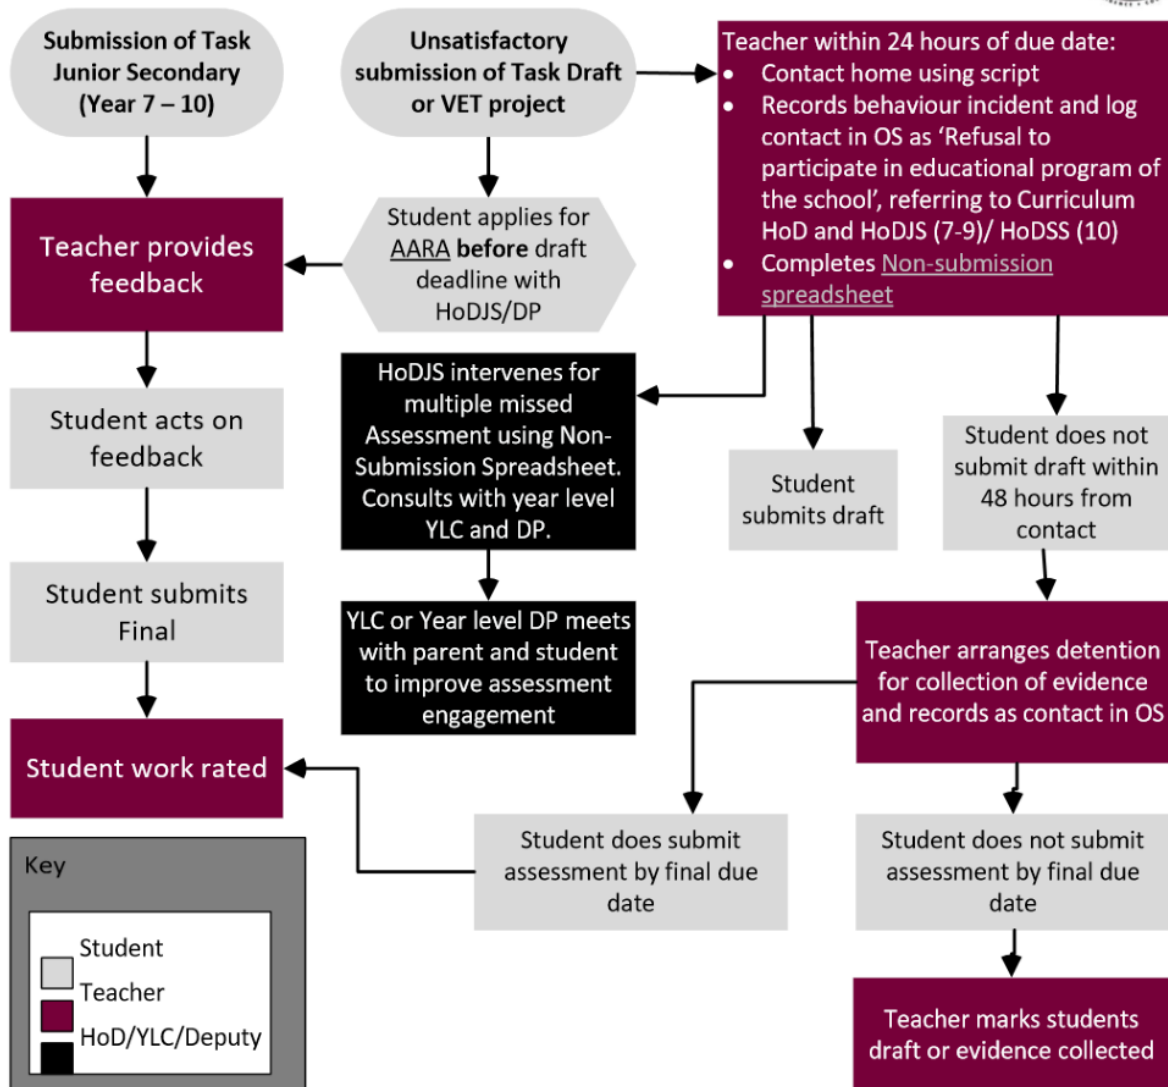 Submission of Task
Junior Secondary
(Year 7 – 10)
Unsatisfactory
submission of Task Draft
or VET project
Teacher within 24 hours of due date:
• Contact home using script
• Records behaviour incident and log
contact in OS as ‘Refusal to
participate in educational program of
the school’, referring to Curriculum
HoD and HoDJS (7-9)/ HoDSS (10)
• Completes Non-submission
spreadsheet
Teacher provides
feedback
Student applies for
AARA before draft
deadline with
HoDJS/DP
Student acts on
feedback
HoDJS intervenes for
multiple missed
Assessment using Non-
Submission Spreadsheet.
Consults with year level
YLC and DP.
Student
submits draft
Student does not
submit draft within
48 hours from
contact
Student submits
Final
YLC or Year level DP meets
with parent and student
to improve assessment
engagement
Teacher arranges detention
for collection of evidence
and records as contact in OS
Student work rated
Student does submit
assessment by final due
date
Student does not submit
assessment by final due
date
Teacher marks students
draft or evidence collected
Key
Student
Teacher
HoD/YLC/Deputy